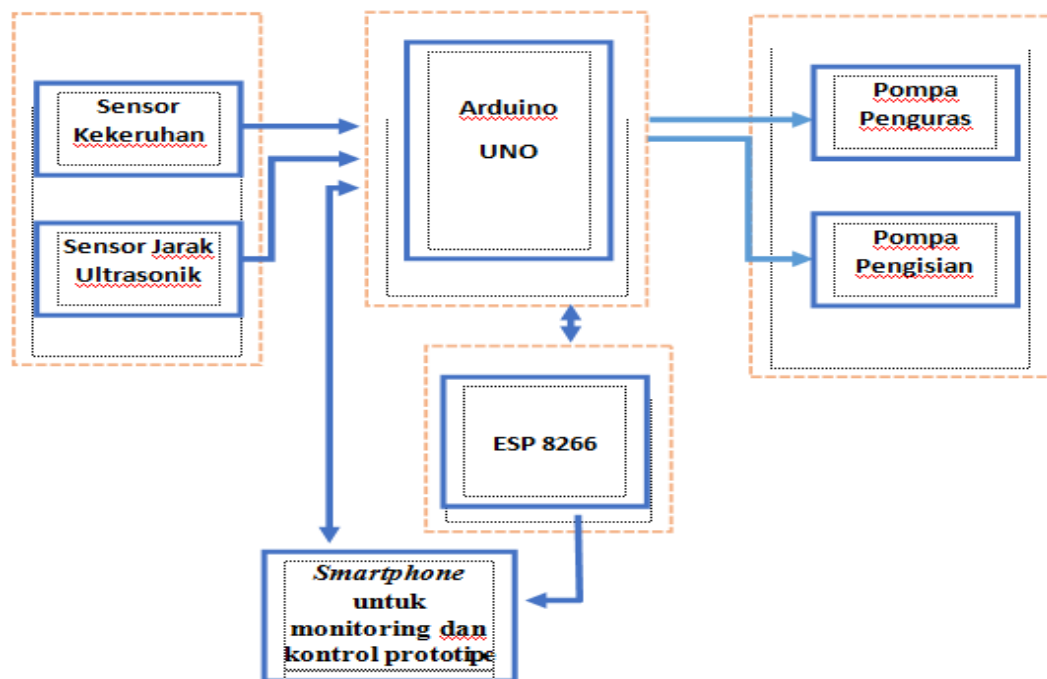 Sensor
Kekeruhan
Sensor Jarak
Ultrasonik
Arduino
UNO
Pompa
Penguras
Pompa
Pengisian
ESP 8266
Smartphone
untuk
monitoring dan
kontrol prototipe